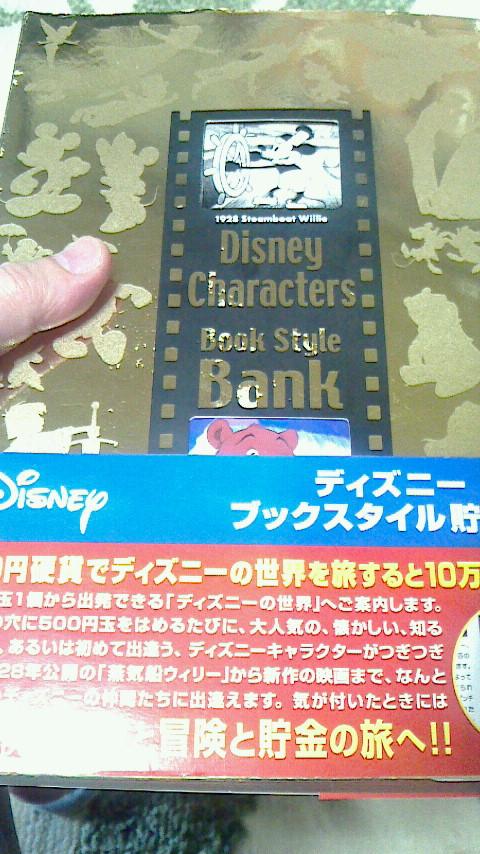 1928 Steamboat Willie
Disney
Characters
Book Style
Bank
DISNEY
ディズニー
ブックスタイル貯
円硬貨でディズニーの世界を旅すると10万
玉1個から出発できる「ディズニーの世界」へご案内します。
穴に500円玉をはめるたびに、大人気の、懐かしい、知る
、あるいは初めて出逢う、ディズニーキャラクターがつぎつぎ
28年公開の「蒸気船ウィリー」から新作の映画まで、なんと
ニーの仲間たちに出逢えます。気が付いたときには
冒険と貯金の旅へ!!